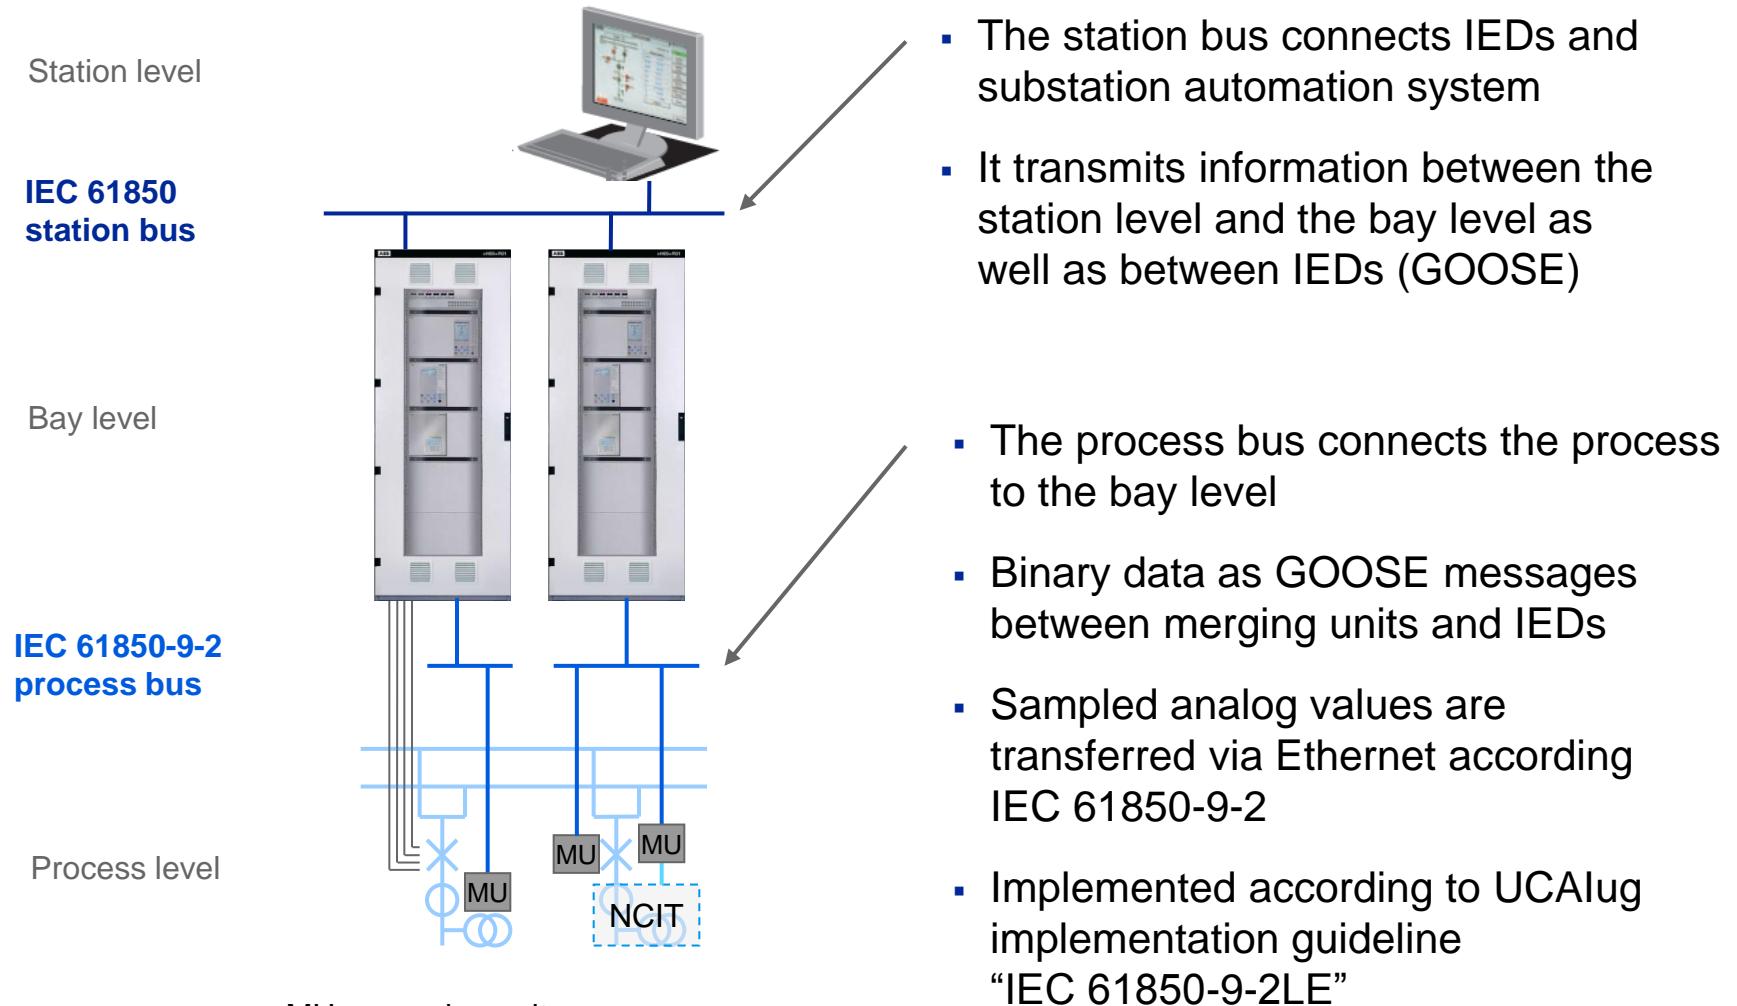 Station level
IEC 61850
station bus
Bay level
IEC 61850-9-2
process bus
Process level
ABB
ABB
MU
MU
MU
NCIT
▪ The station bus connects IEDs and
substation automation system
▪ It transmits information between the
station level and the bay level as
well as between IEDs (GOOSE)
▪ The process bus connects the process
to the bay level
▪ Binary data as GOOSE messages
between merging units and IEDs
▪ Sampled analog values are
transferred via Ethernet according
IEC 61850-9-2
▪ Implemented according to UCAIug
implementation guideline
“IEC 61850-9-2LE”